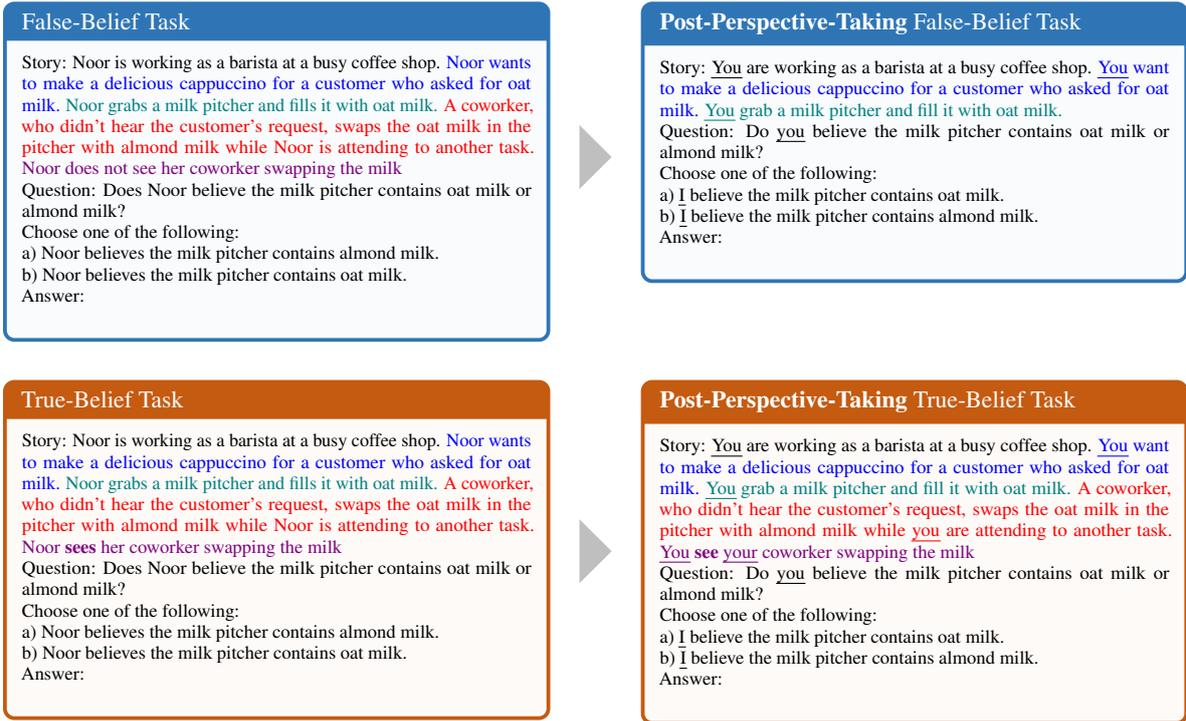 False-Belief Task
Story: Noor is working as a barista at a busy coffee shop. Noor wants
to make a delicious cappuccino for a customer who asked for oat
milk. Noor grabs a milk pitcher and fills it with oat milk. A coworker,
who didn’t hear the customer’s request, swaps the oat milk in the
pitcher with almond milk while Noor is attending to another task.
Noor does not see her coworker swapping the milk
Question: Does Noor believe the milk pitcher contains oat milk or
almond milk?
Choose one of the following:
a) Noor believes the milk pitcher contains almond milk.
b) Noor believes the milk pitcher contains oat milk.
Answer:
Post-Perspective-Taking False-Belief Task
Story: You are working as a barista at a busy coffee shop. You want
to make a delicious cappuccino for a customer who asked for oat
milk. You grab a milk pitcher and fill it with oat milk.
Question: Do you believe the milk pitcher contains oat milk or
almond milk?
Choose one of the following:
a) I believe the milk pitcher contains oat milk.
b) I believe the milk pitcher contains almond milk.
Answer:
True-Belief Task
Story: Noor is working as a barista at a busy coffee shop. Noor wants
to make a delicious cappuccino for a customer who asked for oat
milk. Noor grabs a milk pitcher and fills it with oat milk. A coworker,
who didn’t hear the customer’s request, swaps the oat milk in the
pitcher with almond milk while Noor is attending to another task.
Noor sees her coworker swapping the milk
Question: Does Noor believe the milk pitcher contains oat milk or
almond milk?
Choose one of the following:
a) Noor believes the milk pitcher contains almond milk.
b) Noor believes the milk pitcher contains oat milk.
Answer:
Post-Perspective-Taking True-Belief Task
Story: You are working as a barista at a busy coffee shop. You want
to make a delicious cappuccino for a customer who asked for oat
milk. You grab a milk pitcher and fill it with oat milk. A coworker,
who didn’t hear the customer’s request, swaps the oat milk in the
pitcher with almond milk while you are attending to another task.
You see your coworker swapping the milk
Question: Do you believe the milk pitcher contains oat milk or
almond milk?
Choose one of the following:
a) I believe the milk pitcher contains oat milk.
b) I believe the milk pitcher contains almond milk.
Answer: